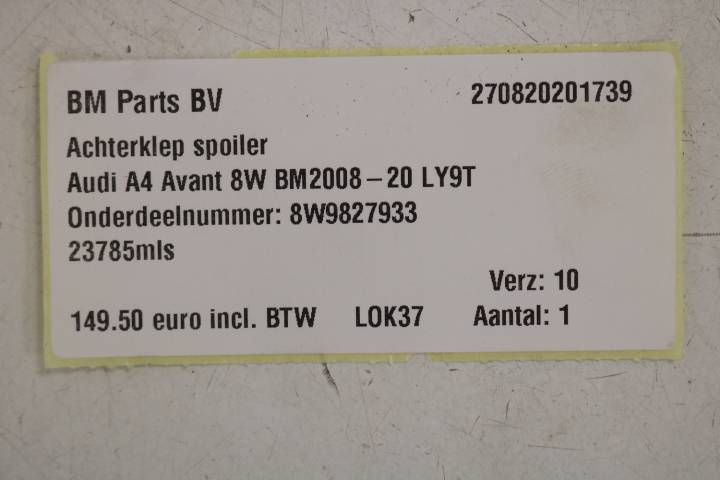 BM Parts BV 270820201739
Achterklep spoiler
Audi A4 Avant 8W BM2008-20 LY9T
Onderdeelnummer: 8W9827933
23785mls
Verz: 10
149.50 euro incl. BTW LOK37 Aantal: 1